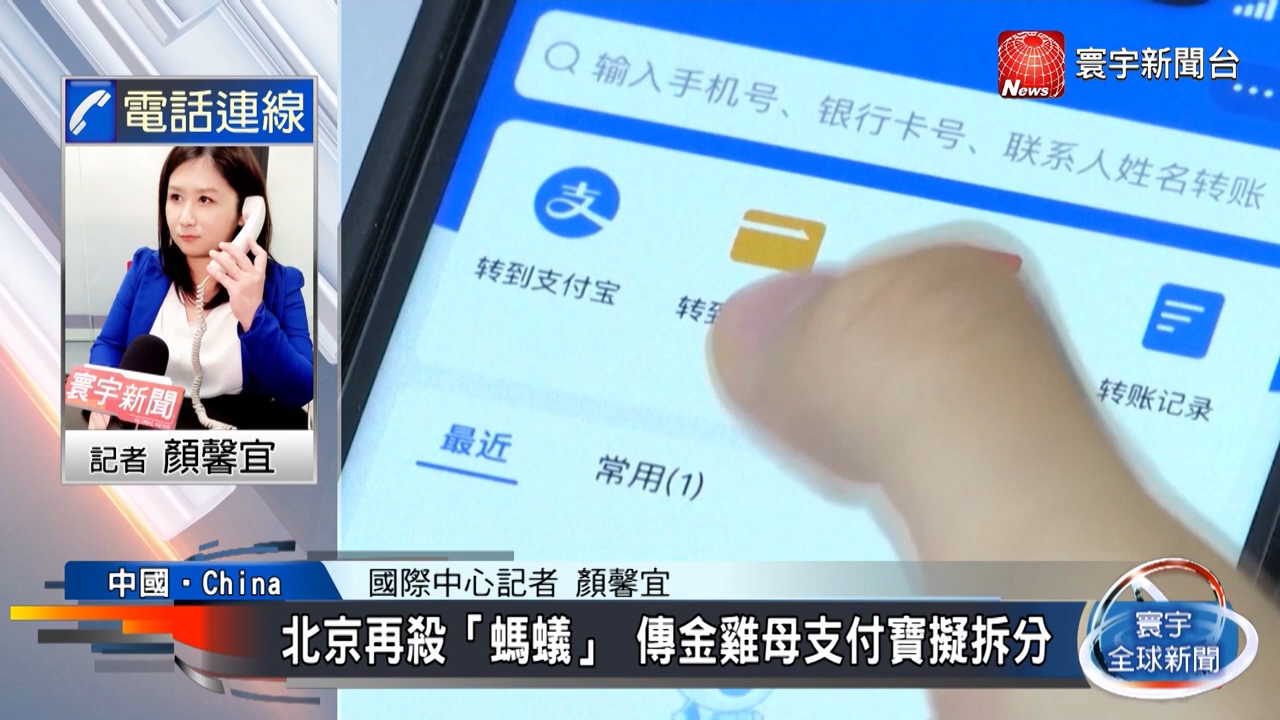 News
寰宇新聞台
電話連線
寰宇新聞
記者 顏馨宜
输入手机号、银行卡号、联系人姓名转账
支
转到支付宝
转到
转账记录
最近
常用(1)
中國·China
國際中心記者 顏馨宜
北京再殺「螞蟻」 傳金雞母支付寶擬拆分
寰宇
全球新聞